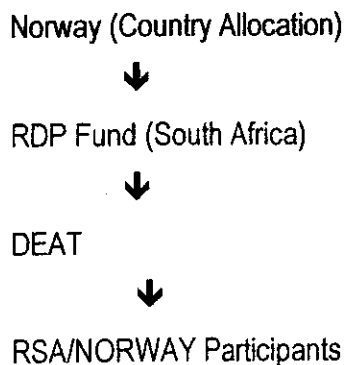 Norway (Country Allocation)
RDP Fund (South Africa)
DEAT
RSA/NORWAY Participants